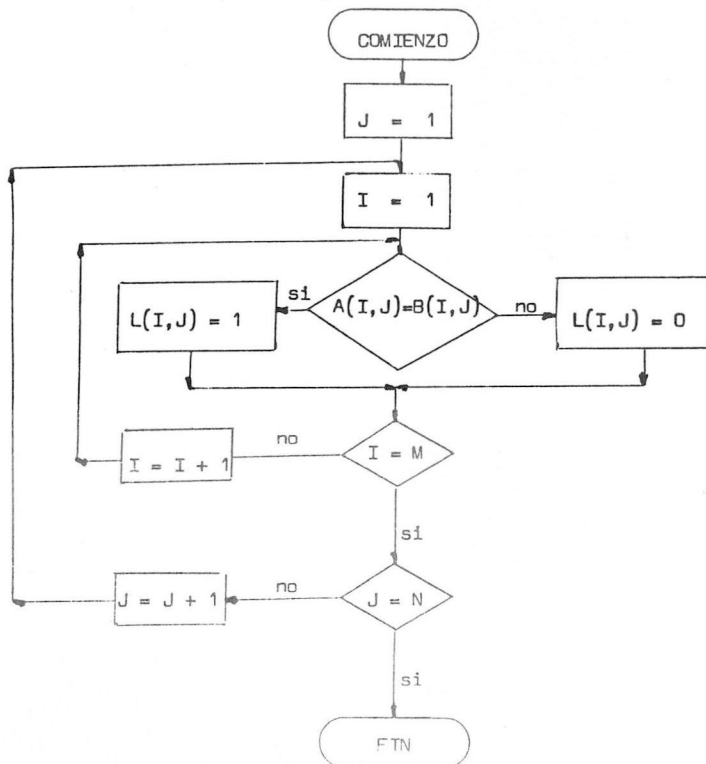 COMIENZO
J = 1
I = 1
si
A(I,J)=B(I,J)
no
L(I,J) = 1
L(I,J) = 0
no
I = I + 1
I = M
si
no
J = J + 1
J = N
si
FIN